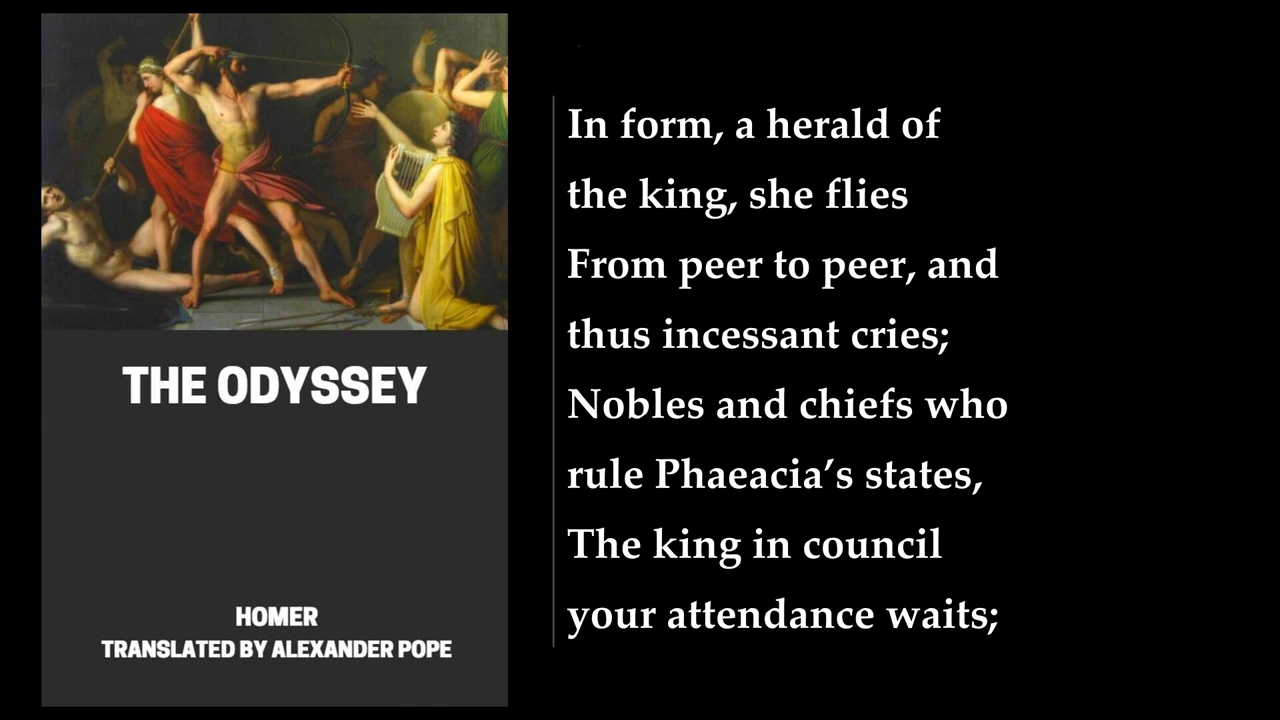 THE ODYSSEY
HOMER
TRANSLATED BY ALEXANDER POPE
In form, a herald of
the king, she flies
From peer to peer, and
thus incessant cries;
Nobles and chiefs who
rule Phaeacia’s states,
The king in council
your attendance waits;